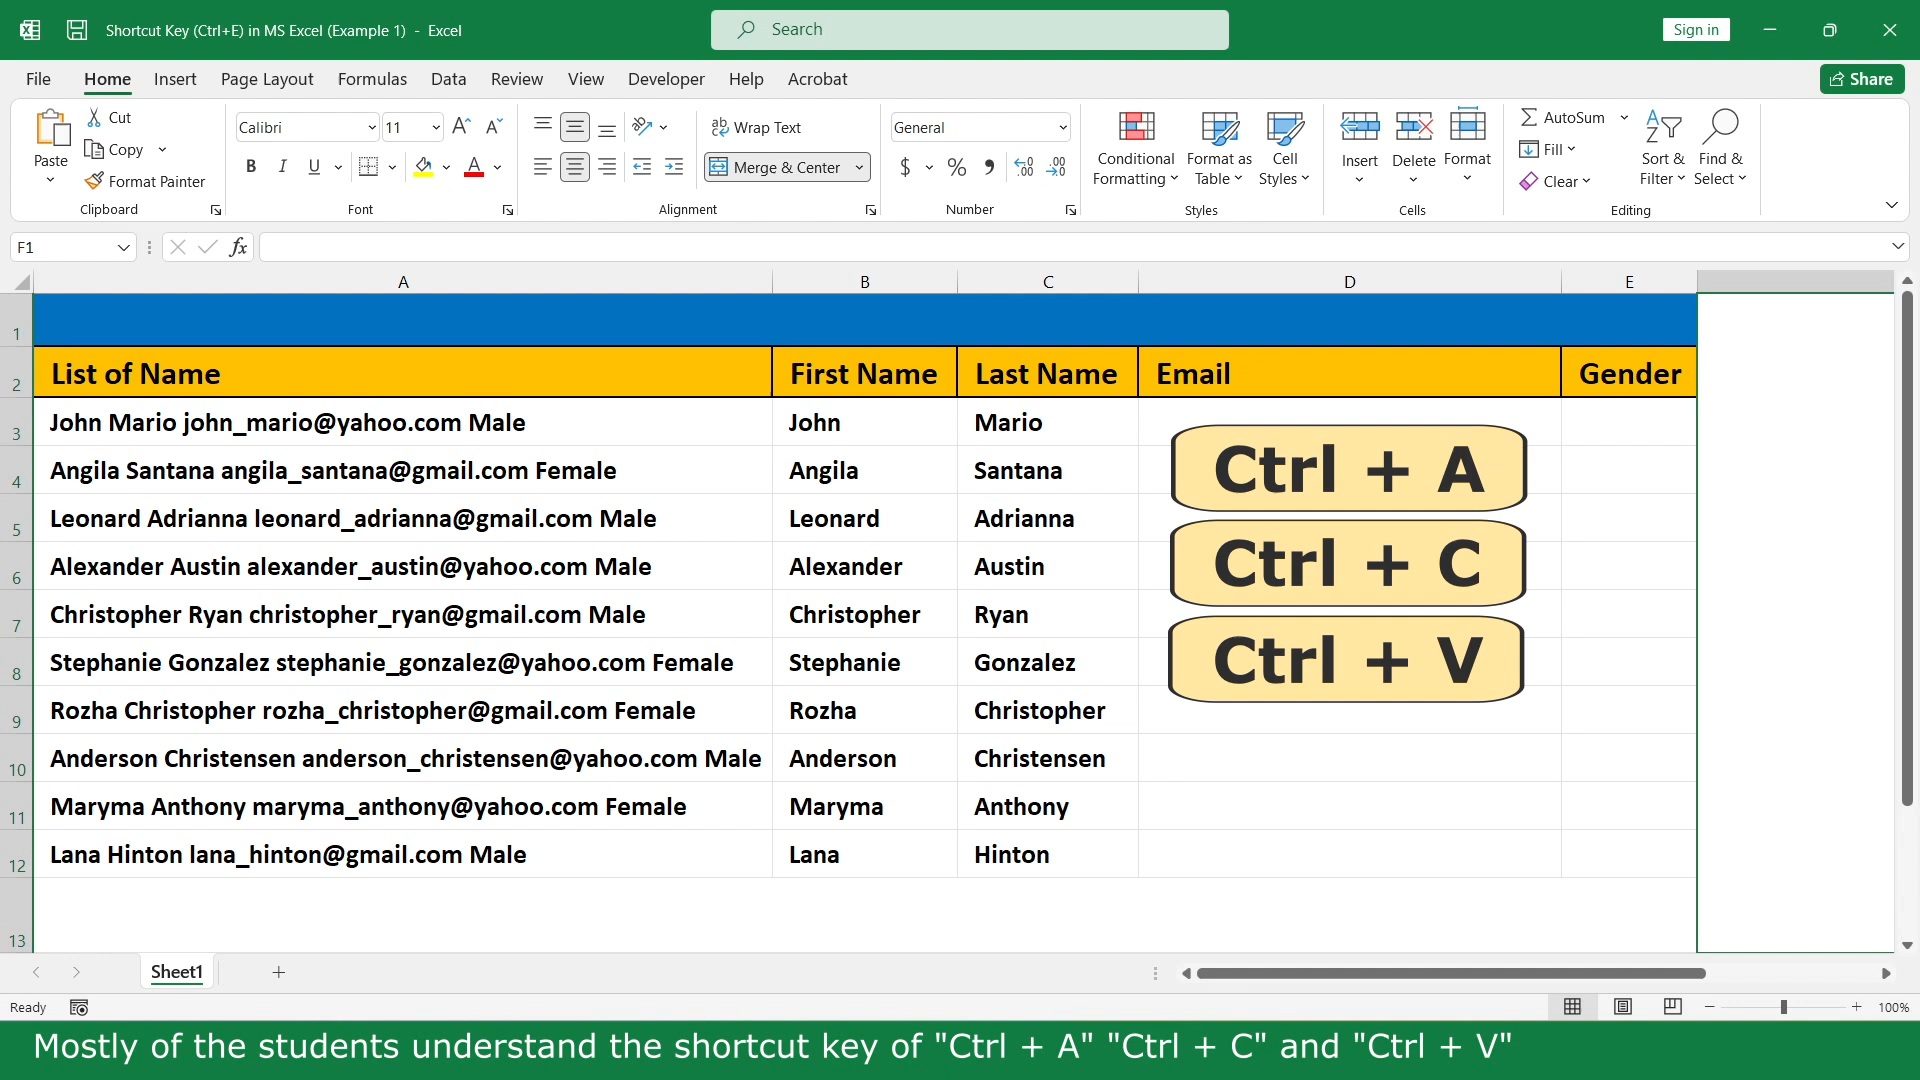 Shortcut Key (Ctrl+E) in MS Excel (Example 1) - Excel
Search
Sign in
File Home Insert Page Layout Formulas Data Review View Developer Help Acrobat
Share
Paste
Cut
Copy
Format Painter
Clipboard
Calibri 11
B I U A
Font
Wrap Text
Merge & Center
Alignment
General
$ % 9 .00
Number
Conditional Formatting
Format as Table
Cell Styles
Styles
Insert Delete Format
Cells
AutoSum
Fill
Clear
Sort & Filter
Find & Select
Editing
F1
fx
A B C D E
1
2 List of Name First Name Last Name Email Gender
3 John Mario john_mario@yahoo.com Male John Mario
4 Angila Santana angila_santana@gmail.com Female Angila Santana
5 Leonard Adrianna leonard_adrianna@gmail.com Male Leonard Adrianna
6 Alexander Austin alexander_austin@yahoo.com Male Alexander Austin
7 Christopher Ryan christopher_ryan@gmail.com Male Christopher Ryan
8 Stephanie Gonzalez stephanie_gonzalez@yahoo.com Female Stephanie Gonzalez
9 Rozha Christopher rozha_christopher@gmail.com Female Rozha Christopher
10 Anderson Christensen anderson_christensen@yahoo.com Male Anderson Christensen
11 Maryma Anthony maryma_anthony@yahoo.com Female Maryma Anthony
12 Lana Hinton lana_hinton@gmail.com Male Lana Hinton
13
Ctrl + A
Ctrl + C
Ctrl + V
Sheet1
Ready
100%
Mostly of the students understand the shortcut key of "Ctrl + A" "Ctrl + C" and "Ctrl + V"